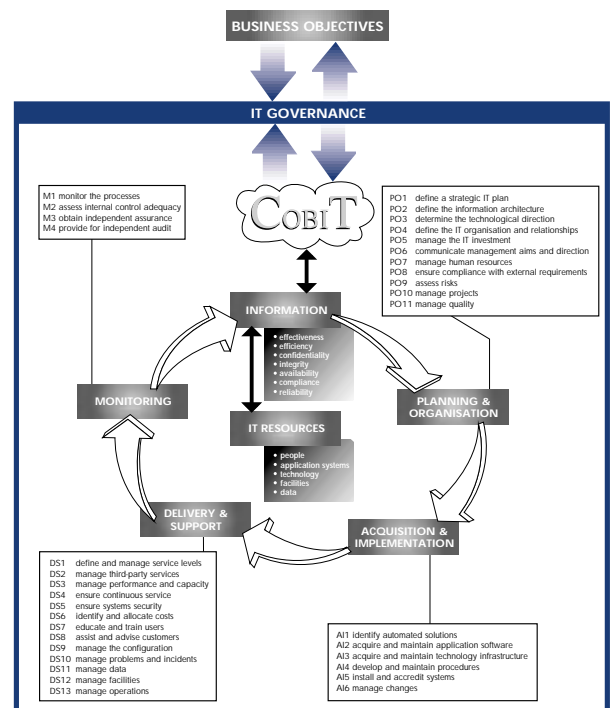 BUSINESS OBJECTIVES
IT GOVERNANCE
M1 monitor the processes
M2 assess internal control adequacy
M3 obtain independent assurance
M4 provide for independent audit
COBIT
PO1 define a strategic IT plan
PO2 define the information architecture
PO3 determine the technological direction
PO4 define the IT organisation and relationships
PO5 manage the IT investment
PO6 communicate management aims and direction
PO7 manage human resources
PO8 ensure compliance with external requirements
PO9 assess risks
PO10 manage projects
PO11 manage quality
INFORMATION
• effectiveness
• efficiency
• confidentiality
• integrity
• availability
• compliance
• reliability
MONITORING
PLANNING &
ORGANISATION
IT RESOURCES
• people
• application systems
• technology
• facilities
• data
DELIVERY &
SUPPORT
ACQUISITION &
IMPLEMENTATION
DS1 define and manage service levels
DS2 manage third-party services
DS3 manage performance and capacity
DS4 ensure continuous service
DS5 ensure systems security
DS6 identify and allocate costs
DS7 educate and train users
DS8 assist and advise customers
DS9 manage the configuration
DS10 manage problems and incidents
DS11 manage data
DS12 manage facilities
DS13 manage operations
AI1 identify automated solutions
AI2 acquire and maintain application software
AI3 acquire and maintain technology infrastructure
AI4 develop and maintain procedures
AI5 install and accredit systems
AI6 manage changes